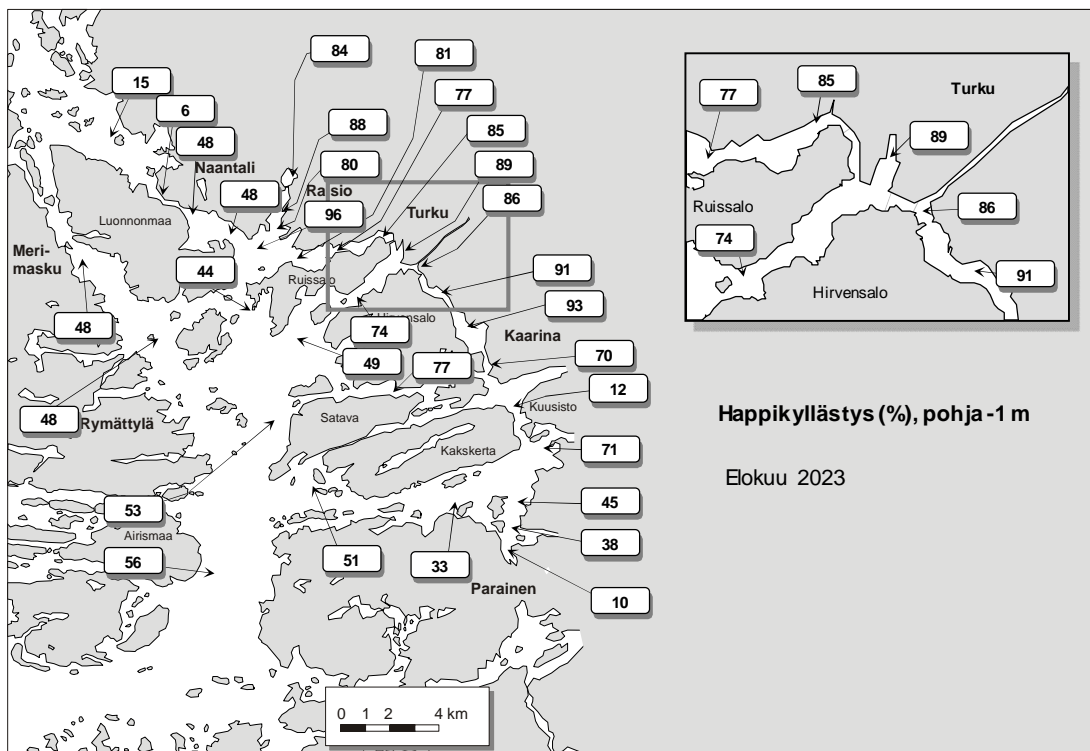 84
81
15
77
6
88
85
48
80
89
Naantali
Raisio
86
48
96
Turku
Luonnonmaa
Meri-
masku
44
Ruissalo
91
93
48
74
Hirvensalo
Kaarina
49
77
70
12
48
Rymättylä
Satava
Kuusisto
Kakskerta
71
53
45
Airismaa
38
56
51
33
Parainen
10
0 1 2 4 km
85
77
Turku
89
Ruissalo
86
74
91
Hirvensalo
Happikyllästys (%), pohja -1 m
Elokuu 2023